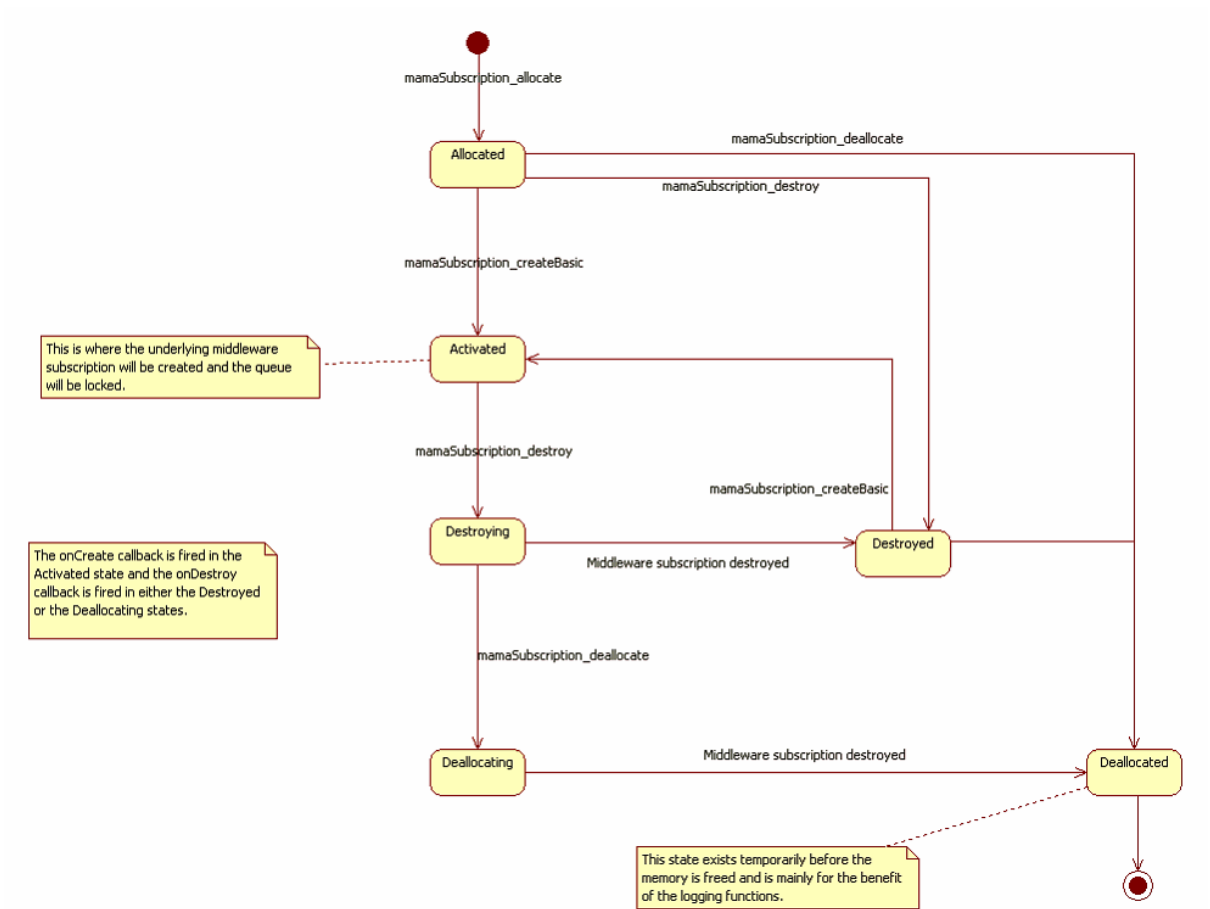 mamaSubscription_allocate
mamaSubscription_deallocate
Allocated
mamaSubscription_destroy
mamaSubscription_createBasic
This is where the underlying middleware
subscription will be created and the queue
will be locked.
Activated
mamaSubscription_destroy
mamaSubscription_createBasic
Destroying
Destroyed
Middleware subscription destroyed
The onCreate callback is fired in the
Activated state and the onDestroy
callback is fired in either the Destroyed
or the Deallocating states.
mamaSubscription_deallocate
Middleware subscription destroyed
Deallocating
Deallocated
This state exists temporarily before the
memory is freed and is mainly for the benefit
of the logging functions.